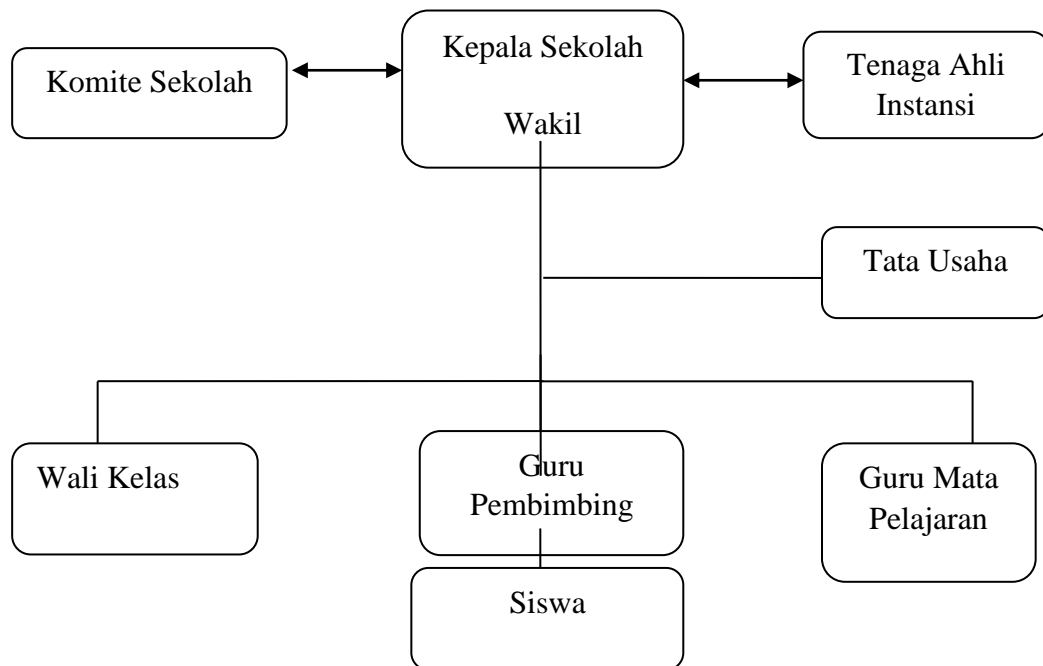 Kepala Sekolah
Komite Sekolah
Tenaga Ahli
Instansi
Wakil
Tata Usaha
Wali Kelas
Guru
Pembimbing
Guru Mata
Pelajaran
Siswa